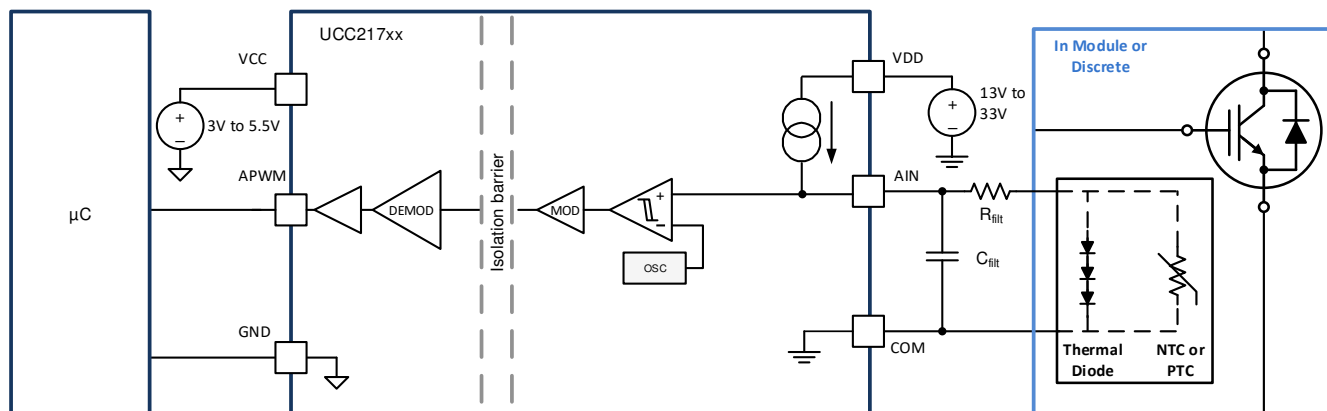 UCC217xx
In Module or
Discrete
VCC
VDD
+
−
3V to 5.5V
+
−
13V to
33V
APWM
AIN
µC
DEMOD
Isolation barrier
MOD
+
−
OSC
Rfilt
Cfilt
GND
COM
Thermal
Diode
NTC or
PTC